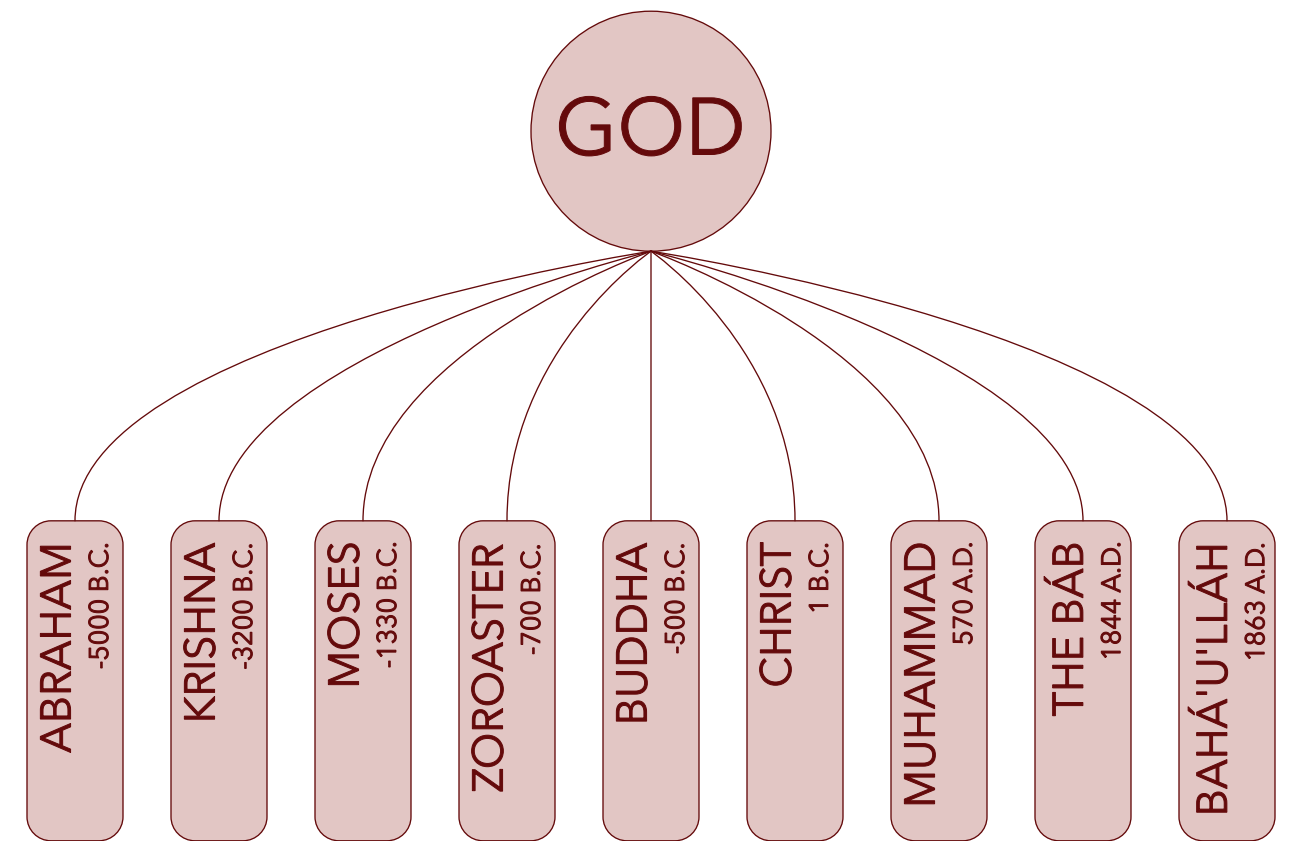 GOD
ABRAHAM
-5000 B.C.
KRISHNA
-3200 B.C.
MOSES
-1330 B.C.
ZOROASTER
-700 B.C.
BUDDHA
-500 B.C.
CHRIST
1 B.C.
MUHAMMAD
570 A.D.
THE BÁB
1844 A.D.
BAHÁ'U'LLÁH
1863 A.D.